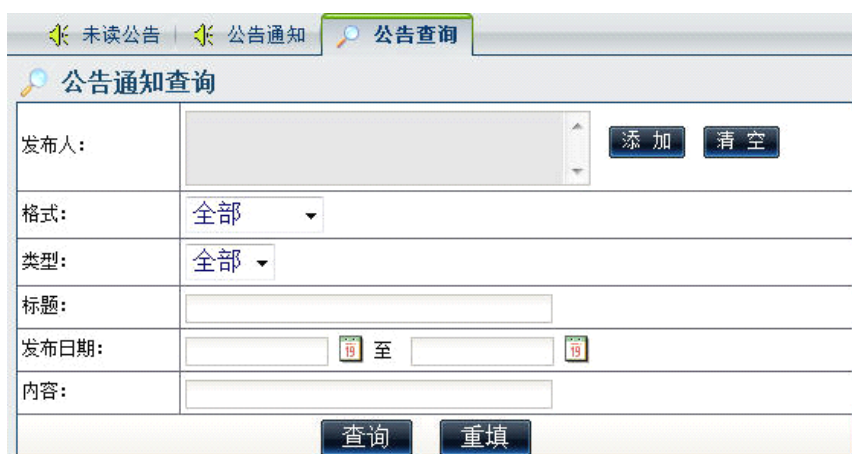 未读公告 公告通知 公告查询
公告通知查询
发布人： 添 加 清 空
格式： 全部
类型： 全部
标题：
发布日期： 19 至 19
内容：
查询 重填